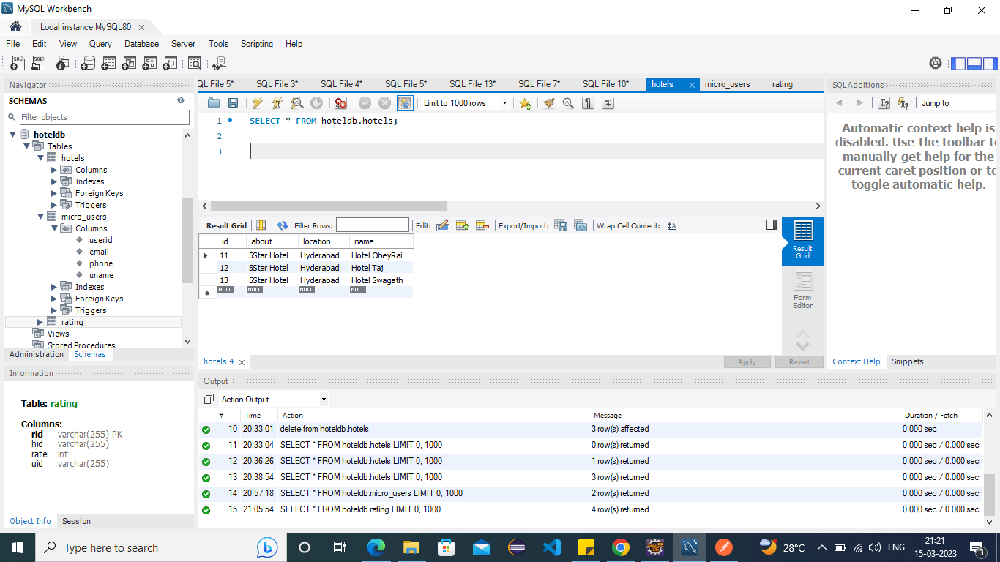 MySQL Workbench
Local instance MySQL80
File Edit View Query Database Server Tools Scripting Help
Navigator
SCHEMAS
Filter objects
hoteldb
Tables
hotels
Columns
Indexes
Foreign Keys
Triggers
micro_users
Columns
userid
email
phone
uname
Indexes
Foreign Keys
Triggers
rating
Views
Stored Procedures
Administration Schemas
Information
Table: rating
Columns:
rid varchar(255) PK
hid varchar(255)
rate int
uid varchar(255)
Object Info Session
QL File 5* SQL File 3* SQL File 4* SQL File 5* SQL File 13* SQL File 7* SQL File 10* hotels micro_users rating
Limit to 1000 rows
1 SELECT * FROM hoteldb.hotels;
2
3
Result Grid Filter Rows: Edit: Export/Import: Wrap Cell Content:
id about location name
11 5Star Hotel Hyderabad Hotel ObeyRai
12 5Star Hotel Hyderabad Hotel Taj
13 5Star Hotel Hyderabad Hotel Swagath
NULL NULL NULL NULL
Result
Grid
Form
Editor
hotels 4 Apply Revert
SQLAdditions
Jump to
Automatic context help is
disabled. Use the toolbar t
manually get help for the
current caret position or to
toggle automatic help.
Context Help Snippets
Output
Action Output
# Time Action Message Duration / Fetch
10 20:33:01 delete from hoteldb.hotels 3 row(s) affected 0.000 sec
11 20:33:04 SELECT * FROM hoteldb.hotels LIMIT 0, 1000 0 row(s) returned 0.000 sec / 0.000 sec
12 20:36:26 SELECT * FROM hoteldb.hotels LIMIT 0, 1000 1 row(s) returned 0.000 sec / 0.000 sec
13 20:38:54 SELECT * FROM hoteldb.hotels LIMIT 0, 1000 3 row(s) returned 0.000 sec / 0.000 sec
14 20:57:18 SELECT * FROM hoteldb.micro_users LIMIT 0, 1000 2 row(s) returned 0.000 sec / 0.000 sec
15 21:05:54 SELECT * FROM hoteldb.rating LIMIT 0, 1000 4 row(s) returned 0.000 sec / 0.000 sec
Type here to search
28°C
ENG
21:21
15-03-2023
3